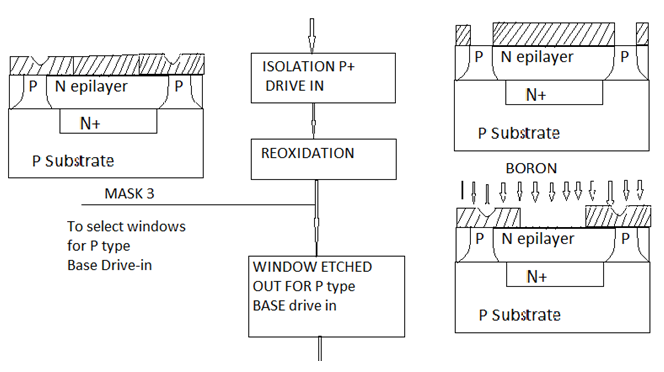 P N epilayer P
N+
P Substrate
MASK 3
To select windows
for P type
Base Drive-in
ISOLATION P+
DRIVE IN
REOXIDATION
WINDOW ETCHED
OUT FOR P type
BASE drive in
P N epilayer P
N+
P Substrate
BORON
P N epilayer P
N+
P Substrate